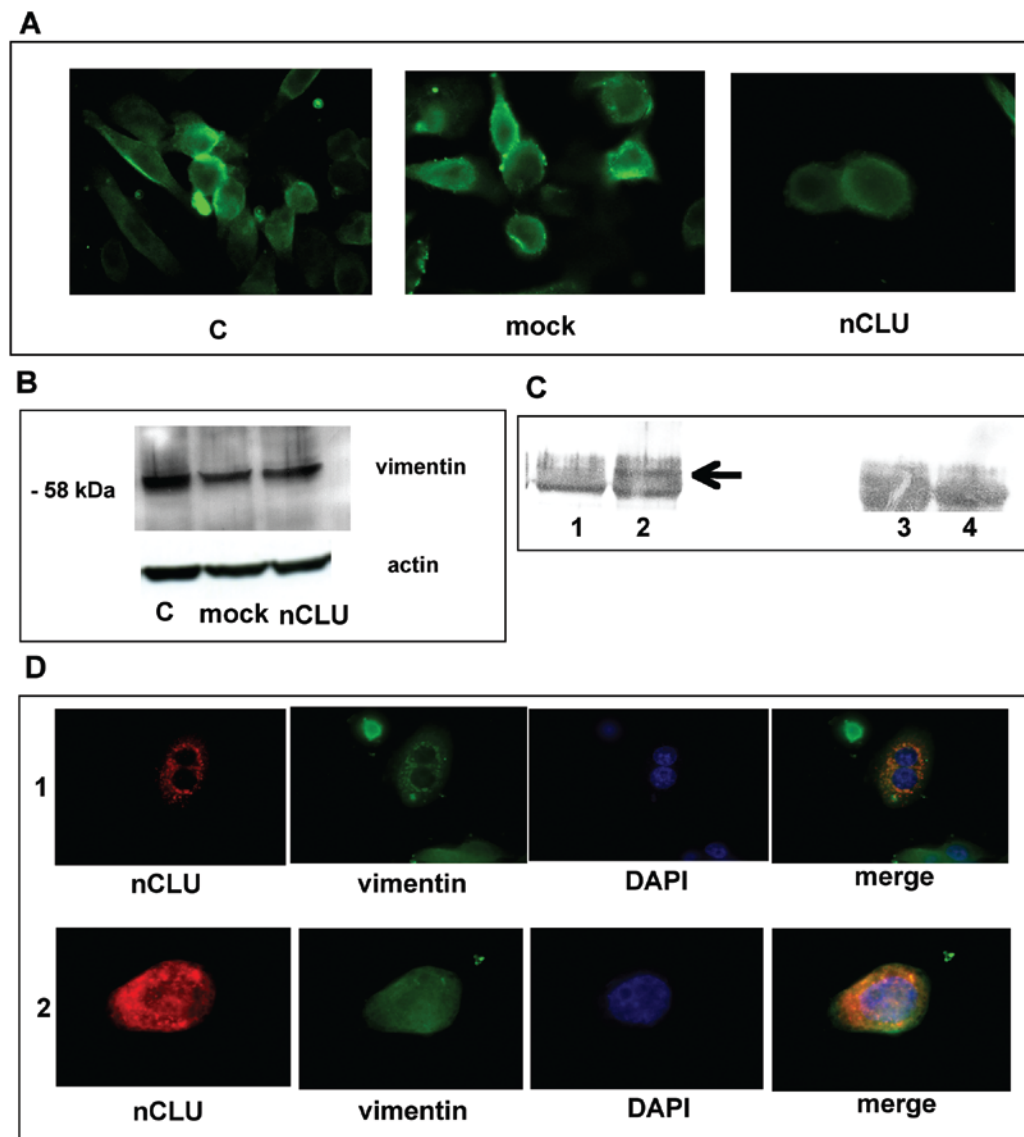 A
C mock nCLU
B
vimentin
- 58 kDa
actin
C mock nCLU
C
1 2 3 4
D
1
nCLU vimentin DAPI merge
2
nCLU vimentin DAPI merge